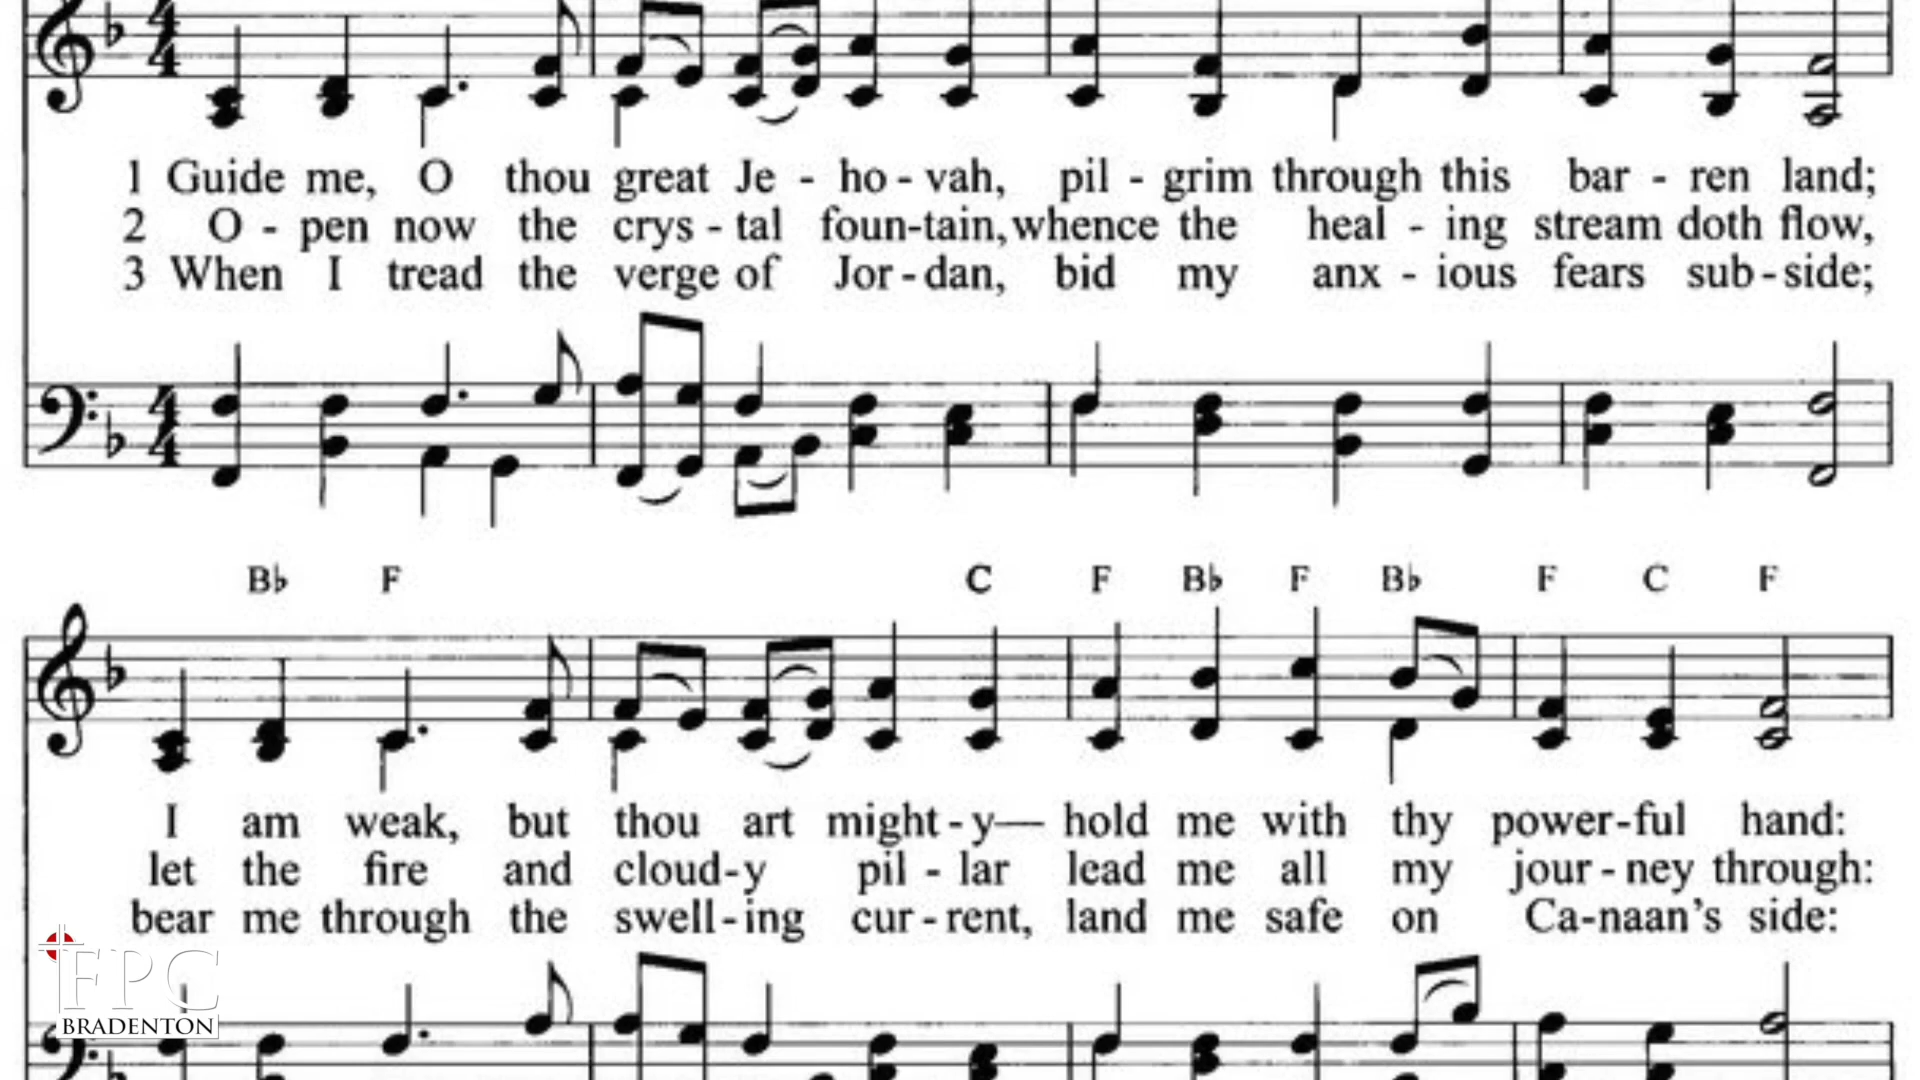 1 Guide me, O thou great Je - ho - vah, pil - grim through this bar - ren land;
2 O - pen now the crys - tal foun-tain, whence the heal - ing stream doth flow,
3 When I tread the verge of Jor - dan, bid my anx - ious fears sub - side;
B♭ F C F B♭ F B♭ F C F
I am weak, but thou art might - y— hold me with thy power-ful hand:
let the fire and cloud-y pil - lar lead me all my jour - ney through:
bear me through the swell - ing cur - rent, land me safe on Ca-naan's side:
FPC
BRADENTON